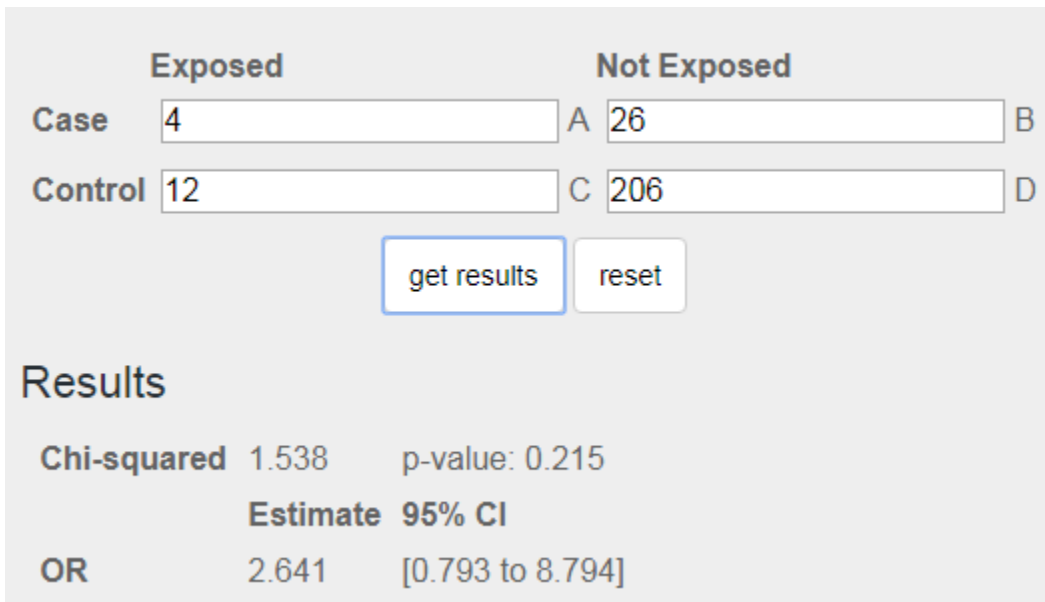 Exposed Not Exposed
Case 4 A 26 B
Control 12 C 206 D
get results reset
Results
Chi-squared 1.538 p-value: 0.215
Estimate 95% CI
OR 2.641 [0.793 to 8.794]